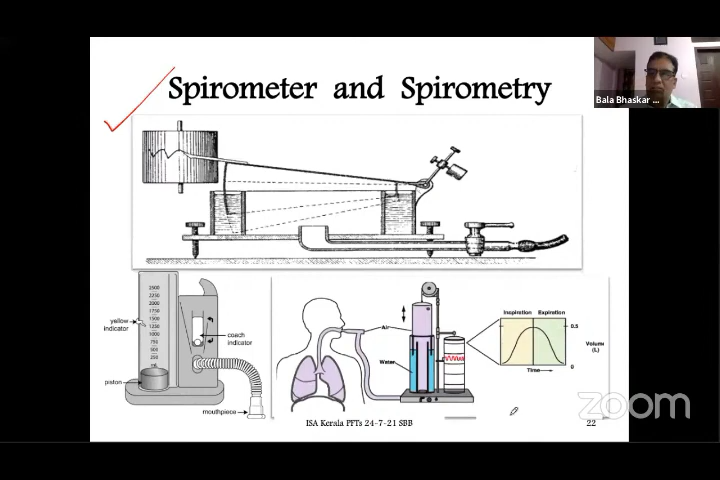 Spirometer and Spirometry
Bala Bhaskar ...
2500
2250
2000
1750
1500
1250
1000
750
500
250
yellow
indicator
coach
indicator
piston
mouthpiece
Air
Water
Inspiration Expiration
0.5
Volume
(L)
0
Time
ISA Kerala PFTs 24-7-21 SBB
22
zoom